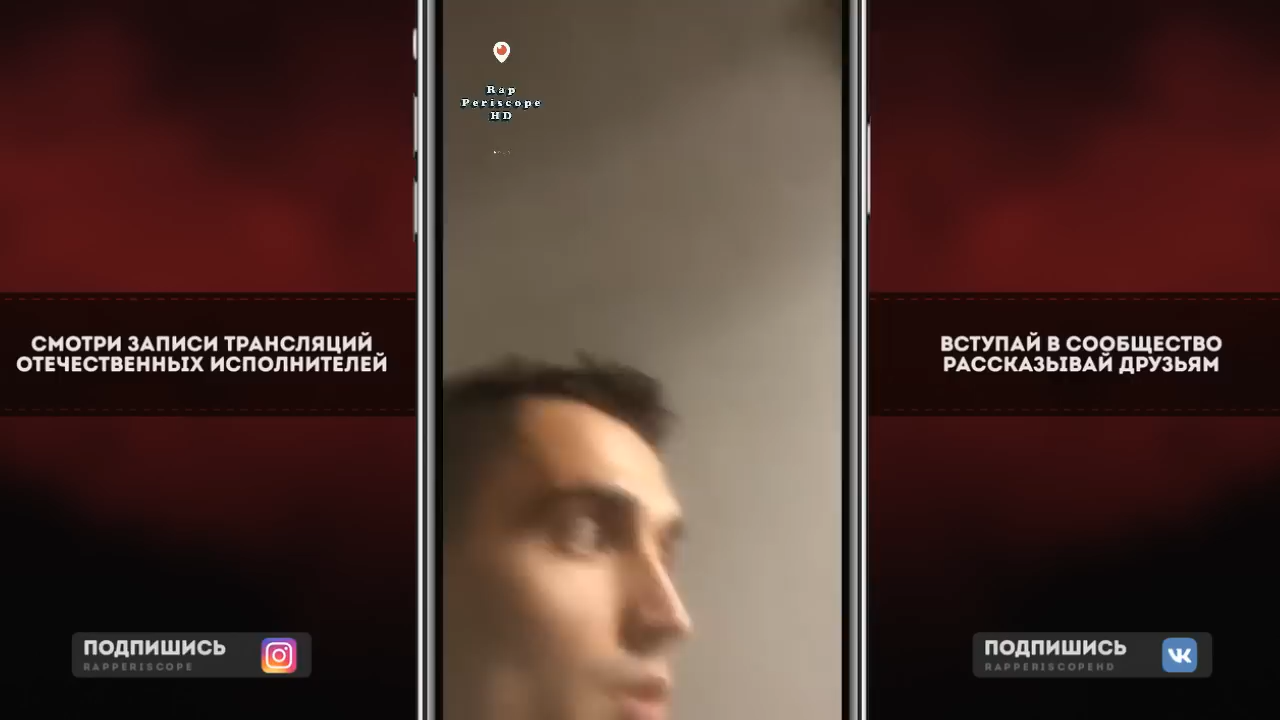 Rap
Periscope
HD
СМОТРИ ЗАПИСИ ТРАНСЛЯЦИЙ
ОТЕЧЕСТВЕННЫХ ИСПОЛНИТЕЛЕЙ
ВСТУПАЙ В СООБЩЕСТВО
РАССКАЗЫВАЙ ДРУЗЬЯМ
ПОДПИШИСЬ
RAPPERISCOPE
ПОДПИШИСЬ
RAPPERISCOPEHD